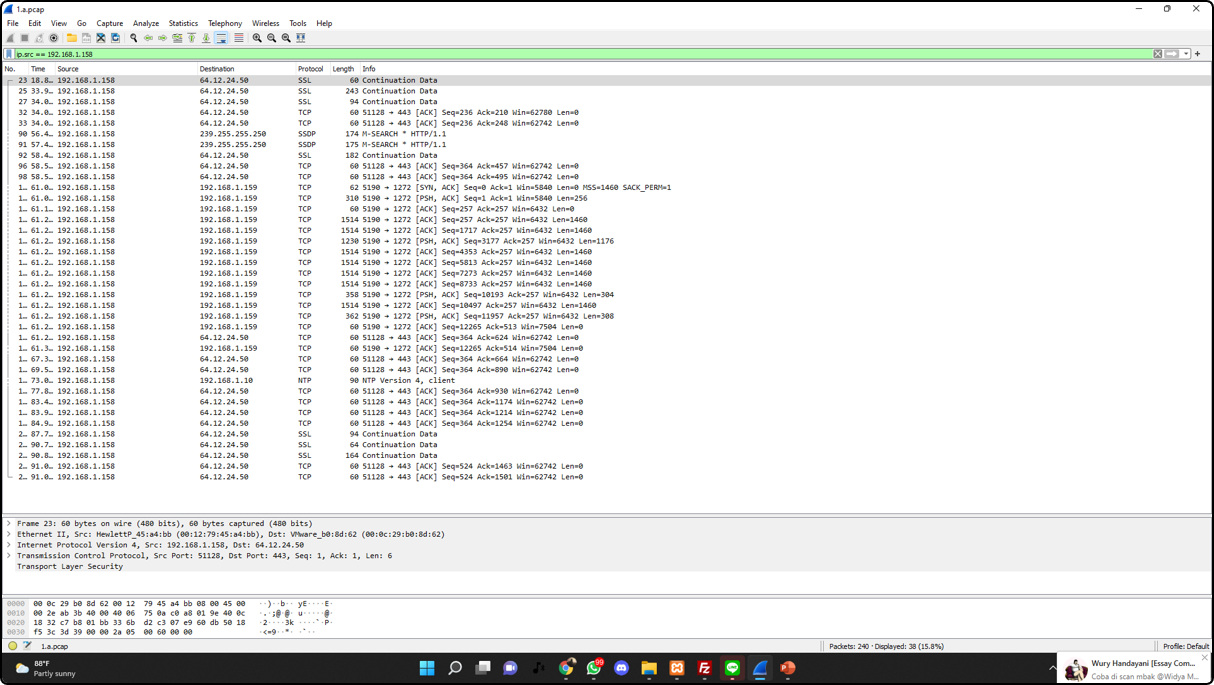 1.a.pcap
File Edit View Go Capture Analyze Statistics Telephony Wireless Tools Help
ip.src == 192.168.1.158
No. Time Source Destination Protocol Length Info
23 18.8… 192.168.1.158 64.12.24.50 SSL 60 Continuation Data
25 33.9… 192.168.1.158 64.12.24.50 SSL 243 Continuation Data
27 34.0… 192.168.1.158 64.12.24.50 SSL 94 Continuation Data
32 34.0… 192.168.1.158 64.12.24.50 TCP 60 51128 → 443 [ACK] Seq=236 Ack=210 Win=62780 Len=0
33 34.0… 192.168.1.158 64.12.24.50 TCP 60 51128 → 443 [ACK] Seq=236 Ack=248 Win=62742 Len=0
90 56.4… 192.168.1.158 239.255.255.250 SSDP 174 M-SEARCH * HTTP/1.1
91 57.4… 192.168.1.158 239.255.255.250 SSDP 175 M-SEARCH * HTTP/1.1
92 58.4… 192.168.1.158 64.12.24.50 SSL 182 Continuation Data
96 58.5… 192.168.1.158 64.12.24.50 TCP 60 51128 → 443 [ACK] Seq=364 Ack=457 Win=62742 Len=0
98 58.5… 192.168.1.158 64.12.24.50 TCP 60 51128 → 443 [ACK] Seq=364 Ack=495 Win=62742 Len=0
1… 61.0… 192.168.1.158 192.168.1.159 TCP 62 5190 → 1272 [SYN, ACK] Seq=0 Ack=1 Win=5840 Len=0 MSS=1460 SACK_PERM=1
1… 61.0… 192.168.1.158 192.168.1.159 TCP 310 5190 → 1272 [PSH, ACK] Seq=1 Ack=1 Win=5840 Len=256
1… 61.1… 192.168.1.158 192.168.1.159 TCP 60 5190 → 1272 [ACK] Seq=257 Ack=257 Win=6432 Len=0
1… 61.2… 192.168.1.158 192.168.1.159 TCP 1514 5190 → 1272 [ACK] Seq=257 Ack=257 Win=6432 Len=1460
1… 61.2… 192.168.1.158 192.168.1.159 TCP 1514 5190 → 1272 [ACK] Seq=1717 Ack=257 Win=6432 Len=1460
1… 61.2… 192.168.1.158 192.168.1.159 TCP 1230 5190 → 1272 [PSH, ACK] Seq=3177 Ack=257 Win=6432 Len=1176
1… 61.2… 192.168.1.158 192.168.1.159 TCP 1514 5190 → 1272 [ACK] Seq=4353 Ack=257 Win=6432 Len=1460
1… 61.2… 192.168.1.158 192.168.1.159 TCP 1514 5190 → 1272 [ACK] Seq=5813 Ack=257 Win=6432 Len=1460
1… 61.2… 192.168.1.158 192.168.1.159 TCP 1514 5190 → 1272 [ACK] Seq=7273 Ack=257 Win=6432 Len=1460
1… 61.2… 192.168.1.158 192.168.1.159 TCP 1514 5190 → 1272 [ACK] Seq=8733 Ack=257 Win=6432 Len=1460
1… 61.2… 192.168.1.158 192.168.1.159 TCP 358 5190 → 1272 [PSH, ACK] Seq=10193 Ack=257 Win=6432 Len=304
1… 61.2… 192.168.1.158 192.168.1.159 TCP 1514 5190 → 1272 [ACK] Seq=10497 Ack=257 Win=6432 Len=1460
1… 61.2… 192.168.1.158 192.168.1.159 TCP 362 5190 → 1272 [PSH, ACK] Seq=11957 Ack=257 Win=6432 Len=308
1… 61.2… 192.168.1.158 192.168.1.159 TCP 60 5190 → 1272 [ACK] Seq=12265 Ack=513 Win=7504 Len=0
1… 61.2… 192.168.1.158 64.12.24.50 TCP 60 51128 → 443 [ACK] Seq=364 Ack=624 Win=62742 Len=0
1… 61.3… 192.168.1.158 192.168.1.159 TCP 60 5190 → 1272 [ACK] Seq=12265 Ack=514 Win=7504 Len=0
1… 67.3… 192.168.1.158 64.12.24.50 TCP 60 51128 → 443 [ACK] Seq=364 Ack=664 Win=62742 Len=0
1… 69.5… 192.168.1.158 64.12.24.50 TCP 60 51128 → 443 [ACK] Seq=364 Ack=890 Win=62742 Len=0
1… 73.0… 192.168.1.158 192.168.1.10 NTP 90 NTP Version 4, client
1… 77.8… 192.168.1.158 64.12.24.50 TCP 60 51128 → 443 [ACK] Seq=364 Ack=930 Win=62742 Len=0
1… 83.4… 192.168.1.158 64.12.24.50 TCP 60 51128 → 443 [ACK] Seq=364 Ack=1174 Win=62742 Len=0
1… 83.9… 192.168.1.158 64.12.24.50 TCP 60 51128 → 443 [ACK] Seq=364 Ack=1214 Win=62742 Len=0
1… 84.9… 192.168.1.158 64.12.24.50 TCP 60 51128 → 443 [ACK] Seq=364 Ack=1254 Win=62742 Len=0
2… 87.7… 192.168.1.158 64.12.24.50 SSL 94 Continuation Data
2… 90.7… 192.168.1.158 64.12.24.50 SSL 64 Continuation Data
2… 90.8… 192.168.1.158 64.12.24.50 SSL 164 Continuation Data
2… 91.0… 192.168.1.158 64.12.24.50 TCP 60 51128 → 443 [ACK] Seq=524 Ack=1463 Win=62742 Len=0
2… 91.0… 192.168.1.158 64.12.24.50 TCP 60 51128 → 443 [ACK] Seq=524 Ack=1501 Win=62742 Len=0
Frame 23: 60 bytes on wire (480 bits), 60 bytes captured (480 bits)
Ethernet II, Src: HewlettP_45:a4:bb (00:12:79:45:a4:bb), Dst: VMware_b0:8d:62 (00:0c:29:b0:8d:62)
Internet Protocol Version 4, Src: 192.168.1.158, Dst: 64.12.24.50
Transmission Control Protocol, Src Port: 51128, Dst Port: 443, Seq: 1, Ack: 1, Len: 6
Transport Layer Security
0000 00 0c 29 b0 8d 62 00 12 79 45 a4 bb 08 00 45 00 ··)··b·· yE····E·
0010 00 2e ab 3b 40 00 40 06 75 0a c0 a8 01 9e 40 0c ·.·;@·@· u·····@·
0020 18 32 c7 b8 01 bb 33 6b d2 c3 07 e9 60 db 50 18 ·2····3k ····`·P·
0030 f5 3c 3d 39 00 00 2a 05 00 60 00 00 ·<=9··*· ·`··
1.a.pcap
Packets: 240 · Displayed: 38 (15.8%)
Profile: Default
88°F
Partly sunny
99
Wury Handayani [Essay Com...
Coba di scan mbak @Widya M...